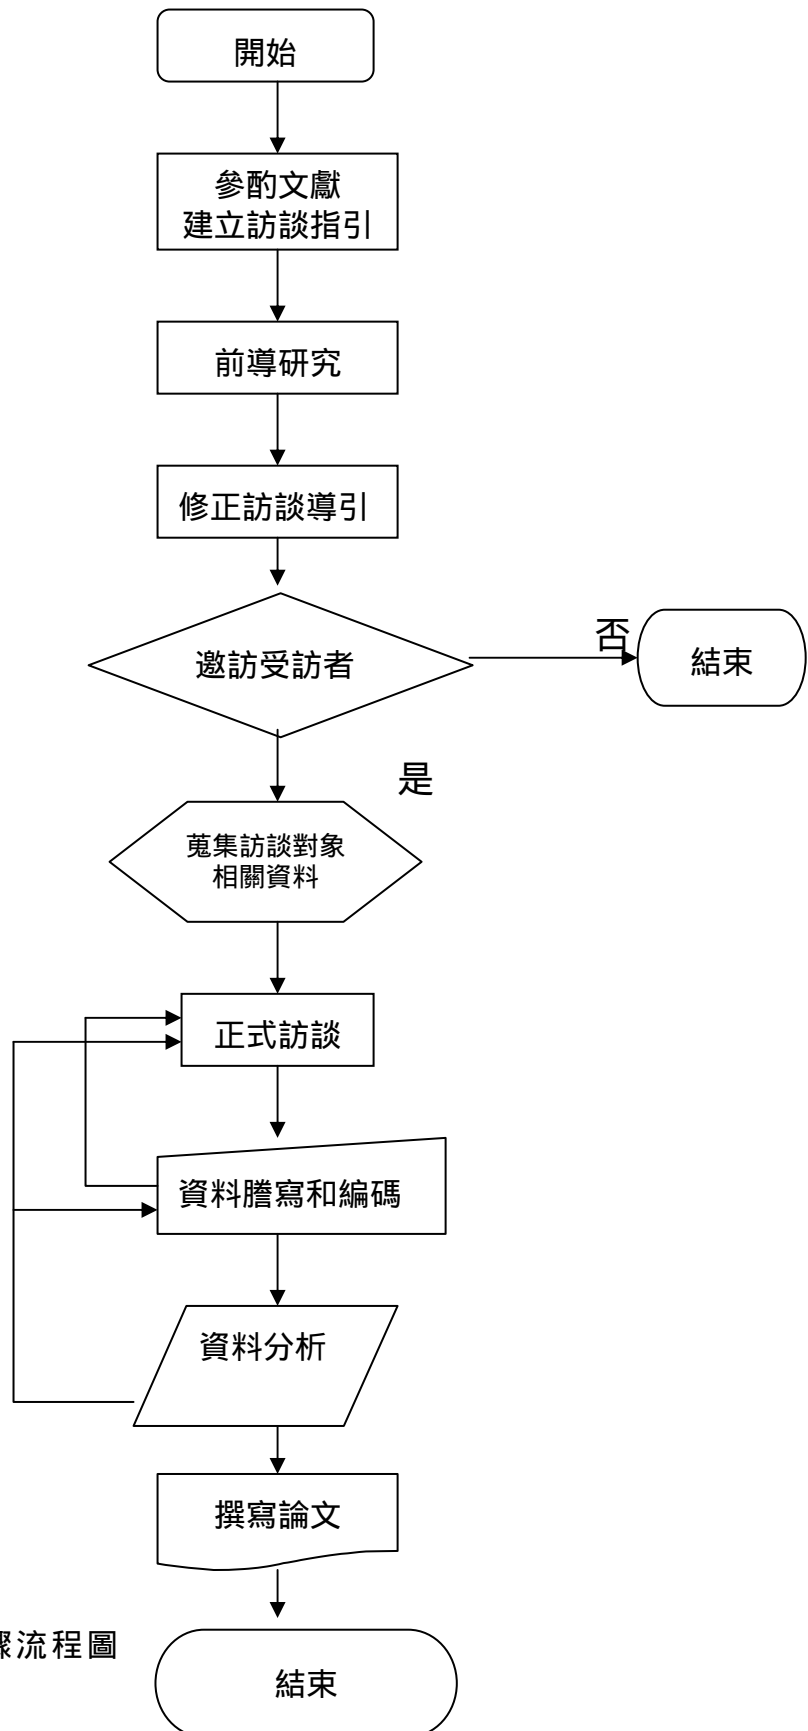 開始
參酌文獻
建立訪談指引
前導研究
修正訪談導引
邀訪受訪者
否
結束
是
蒐集訪談對象
相關資料
正式訪談
資料謄寫和編碼
資料分析
撰寫論文
驟流程圖
結束